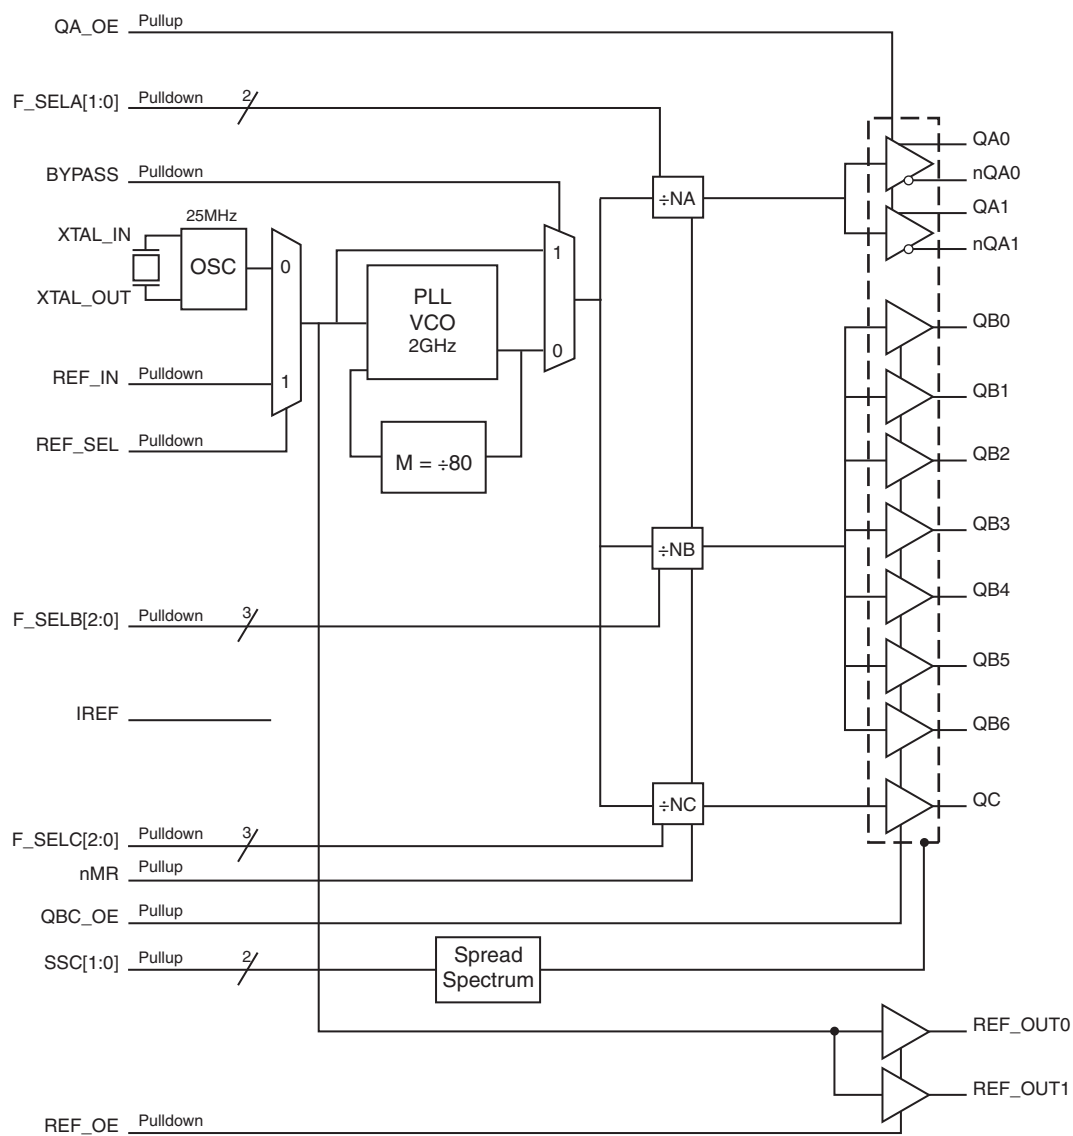 QA_OE Pullup
F_SELA[1:0] Pulldown 2
QA0
nQA0
BYPASS Pulldown
÷NA
QA1
25MHz
XTAL_IN
OSC
0
1
nQA1
XTAL_OUT
PLL
VCO
2GHz
QB0
0
REF_IN Pulldown
1
QB1
REF_SEL Pulldown
M = ÷80
QB2
QB3
÷NB
QB4
F_SELB[2:0] Pulldown 3
QB5
IREF
QB6
÷NC
QC
F_SELC[2:0] Pulldown 3
nMR Pullup
QBC_OE Pullup
SSC[1:0] Pullup 2
Spread
Spectrum
REF_OUT0
REF_OUT1
REF_OE Pulldown